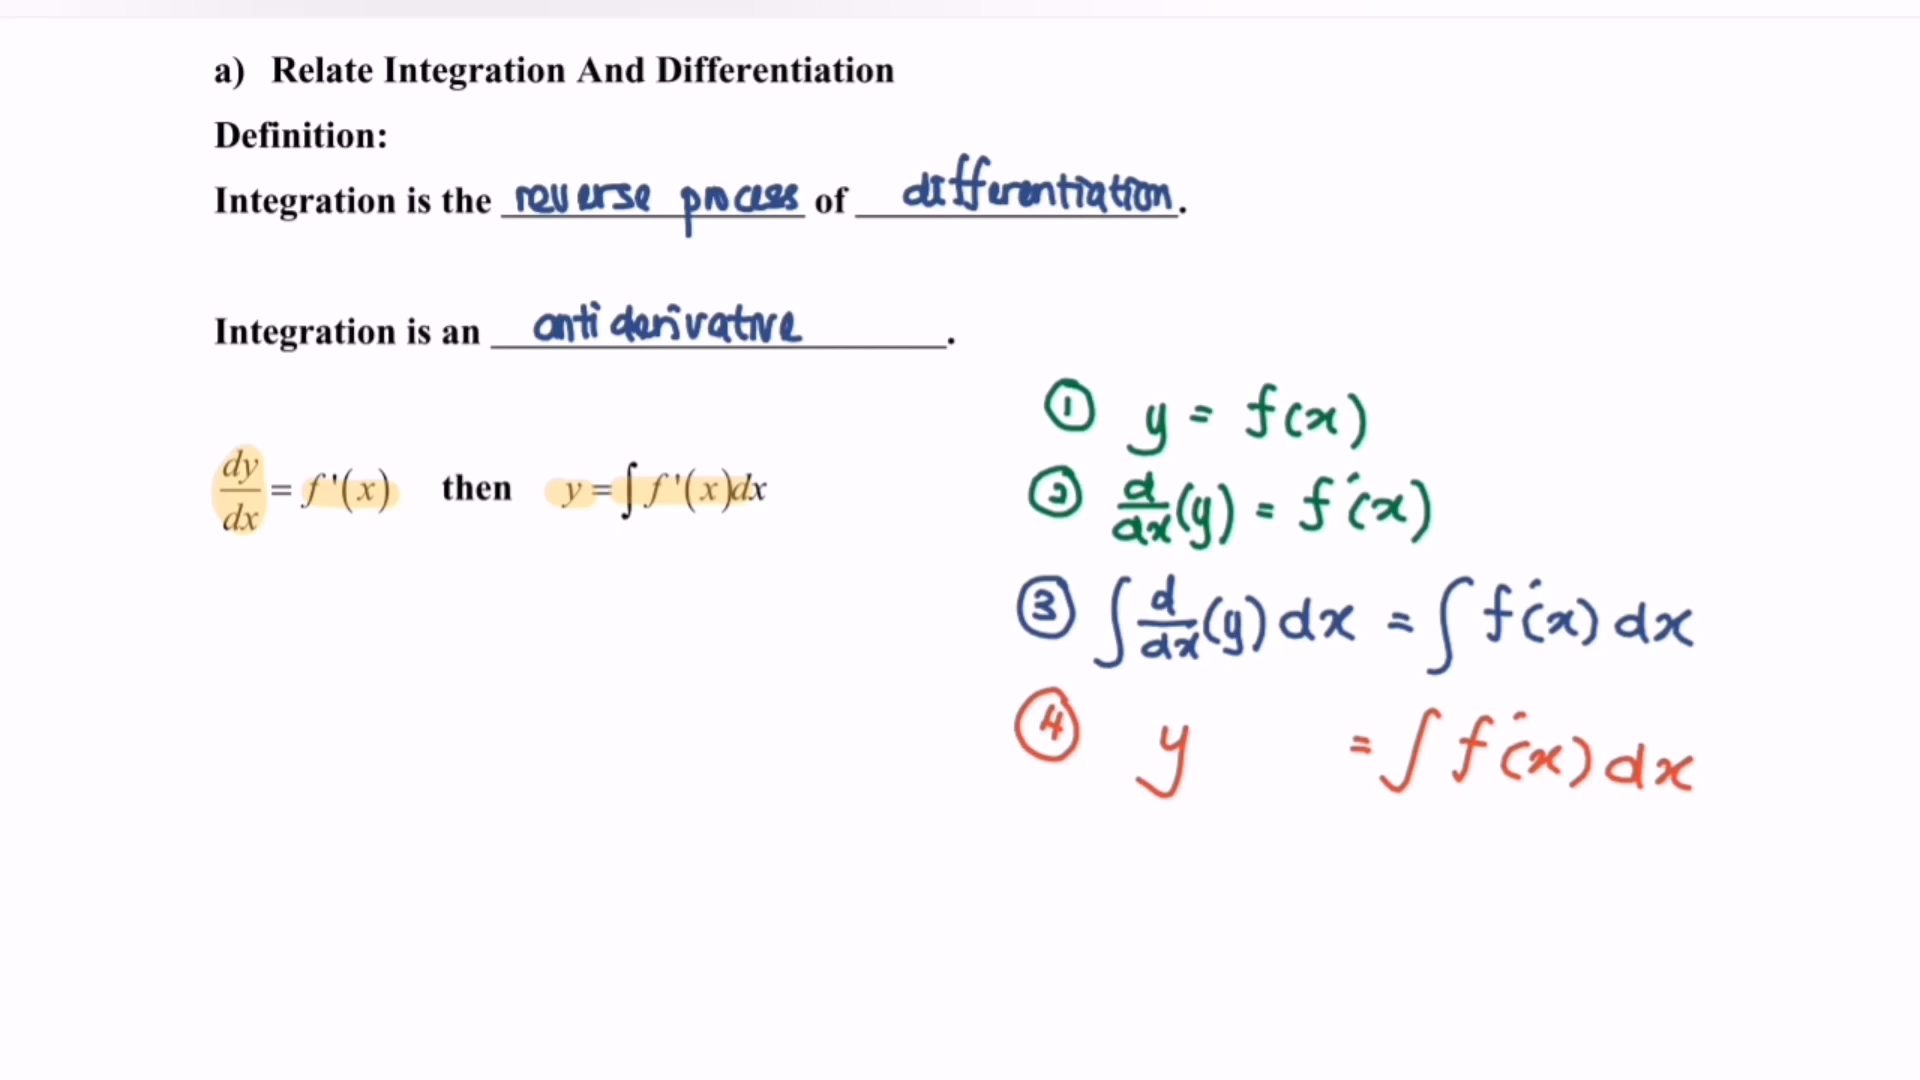 a) Relate Integration And Differentiation
Definition:
Integration is the reverse process of differentiation.
Integration is an antiderivative.
dy/dx = f'(x) then y = ∫ f'(x)dx
① y = f(x)
② d/dx (y) = f'(x)
③ ∫ d/dx (y) dx = ∫ f'(x) dx
④ y = ∫ f'(x) dx